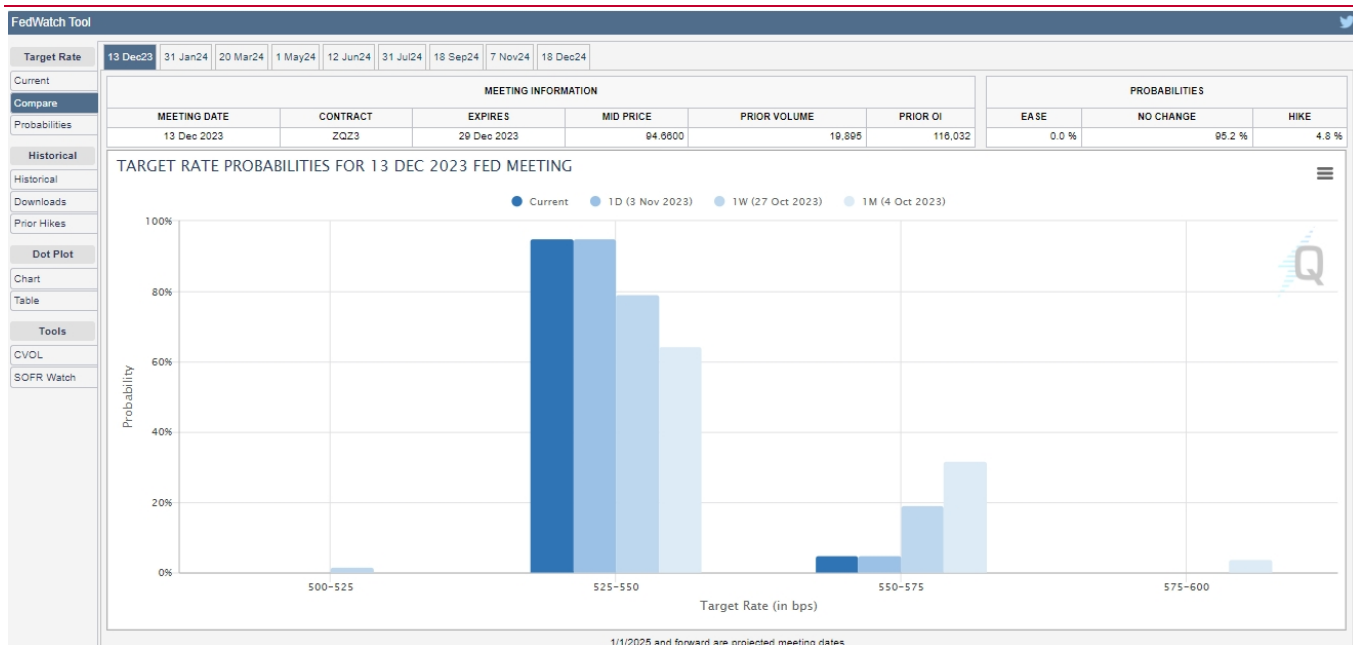 FedWatch Tool
Target Rate
Current
Compare
Probabilities
Historical
Historical
Downloads
Prior Hikes
Dot Plot
Chart
Table
Tools
CVOL
SOFR Watch
13 Dec23 31 Jan24 20 Mar24 1 May24 12 Jun24 31 Jul24 18 Sep24 7 Nov24 18 Dec24
MEETING INFORMATION
MEETING DATE CONTRACT EXPIRES MID PRICE PRIOR VOLUME PRIOR OI
13 Dec 2023 ZQZ3 29 Dec 2023 94.6600 19,895 116,032
PROBABILITIES
EASE NO CHANGE HIKE
0.0 % 95.2 % 4.8 %
TARGET RATE PROBABILITIES FOR 13 DEC 2023 FED MEETING
Current 1D (3 Nov 2023) 1W (27 Oct 2023) 1M (4 Oct 2023)
Q
Probability
100%
80%
60%
40%
20%
0%
500-525 525-550 550-575 575-600
Target Rate (in bps)
1/1/2025 and forward are projected meeting dates